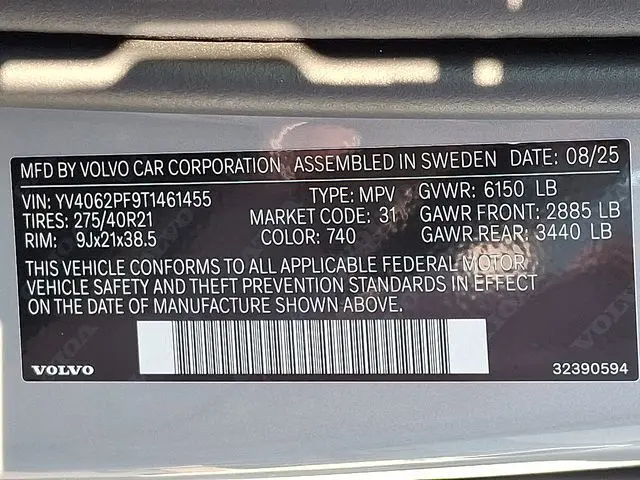 MFD BY VOLVO CAR CORPORATION ASSEMBLED IN SWEDEN DATE: 08/25
VIN: YV4062PF9T1461455 TYPE: MPV GVWR: 6150 LB
TIRES: 275/40R21 MARKET CODE: 31 GAWR FRONT: 2885 LB
RIM: 9Jx21x38.5 COLOR: 740 GAWR.REAR: 3440 LB
THIS VEHICLE CONFORMS TO ALL APPLICABLE FEDERAL MOTOR
VEHICLE SAFETY AND THEFT PREVENTION STANDARDS IN EFFECT
ON THE DATE OF MANUFACTURE SHOWN ABOVE.
VOLVO 32390594